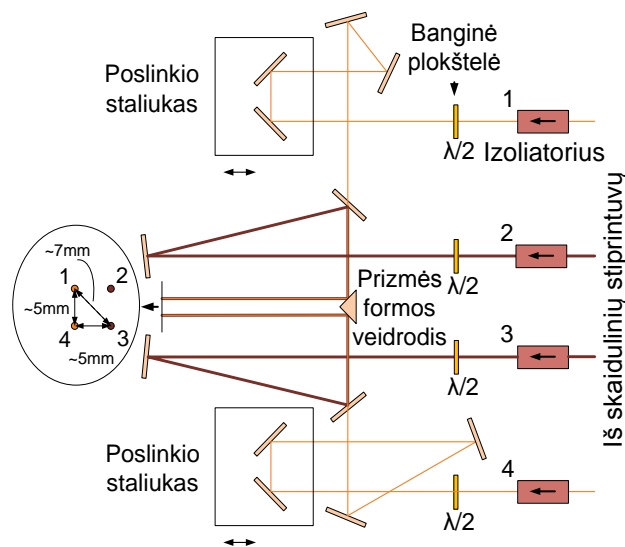 Poslinkio
staliukas
Banginė
plokštelė
1
Izoliatorius
λ/2
Iš skaidulinių stiprintuvų
2
λ/2
~7mm
1
2
~5mm
4
3
~5mm
Prizmės
formos
veidrodis
3
λ/2
Poslinkio
staliukas
4
λ/2